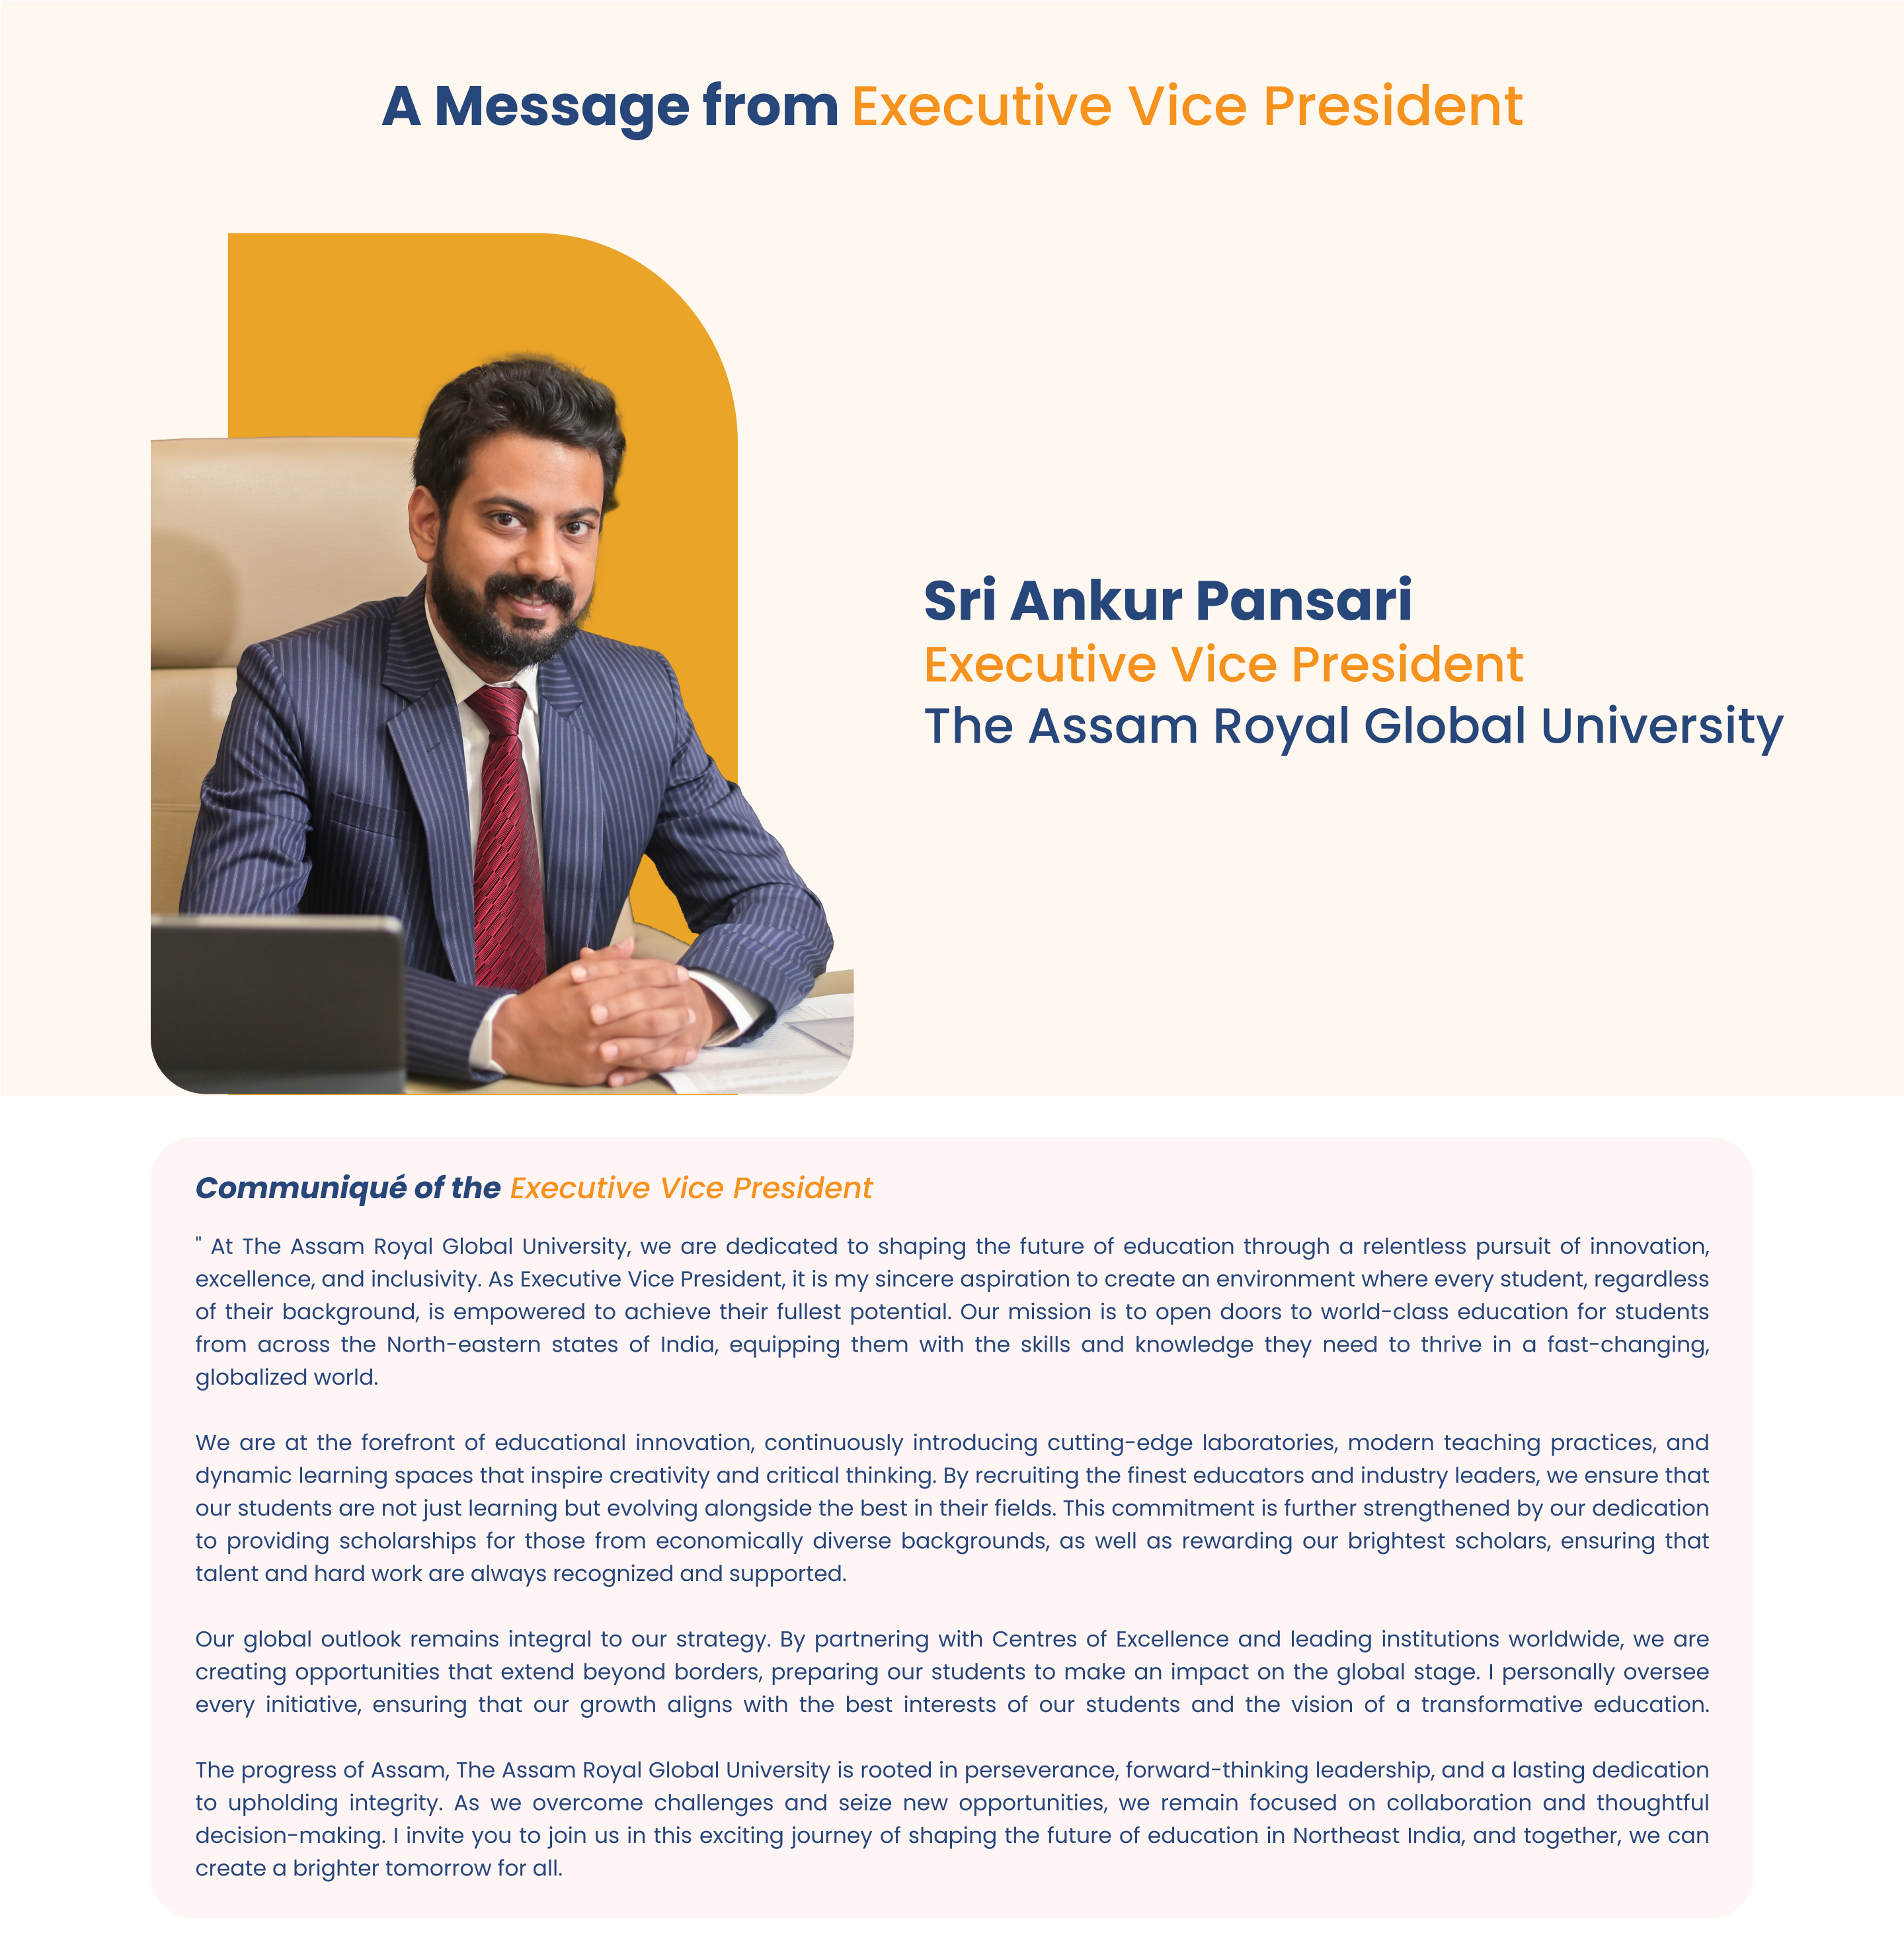 A Message from Executive Vice President
Sri Ankur Pansari
Executive Vice President
The Assam Royal Global University
Communiqué of the Executive Vice President
" At The Assam Royal Global University, we are dedicated to shaping the future of education through a relentless pursuit of innovation,
excellence, and inclusivity. As Executive Vice President, it is my sincere aspiration to create an environment where every student, regardless
of their background, is empowered to achieve their fullest potential. Our mission is to open doors to world-class education for students
from across the North-eastern states of India, equipping them with the skills and knowledge they need to thrive in a fast-changing,
globalized world.
We are at the forefront of educational innovation, continuously introducing cutting-edge laboratories, modern teaching practices, and
dynamic learning spaces that inspire creativity and critical thinking. By recruiting the finest educators and industry leaders, we ensure that
our students are not just learning but evolving alongside the best in their fields. This commitment is further strengthened by our dedication
to providing scholarships for those from economically diverse backgrounds, as well as rewarding our brightest scholars, ensuring that
talent and hard work are always recognized and supported.
Our global outlook remains integral to our strategy. By partnering with Centres of Excellence and leading institutions worldwide, we are
creating opportunities that extend beyond borders, preparing our students to make an impact on the global stage. I personally oversee
every initiative, ensuring that our growth aligns with the best interests of our students and the vision of a transformative education.
The progress of Assam, The Assam Royal Global University is rooted in perseverance, forward-thinking leadership, and a lasting dedication
to upholding integrity. As we overcome challenges and seize new opportunities, we remain focused on collaboration and thoughtful
decision-making. I invite you to join us in this exciting journey of shaping the future of education in Northeast India, and together, we can
create a brighter tomorrow for all.